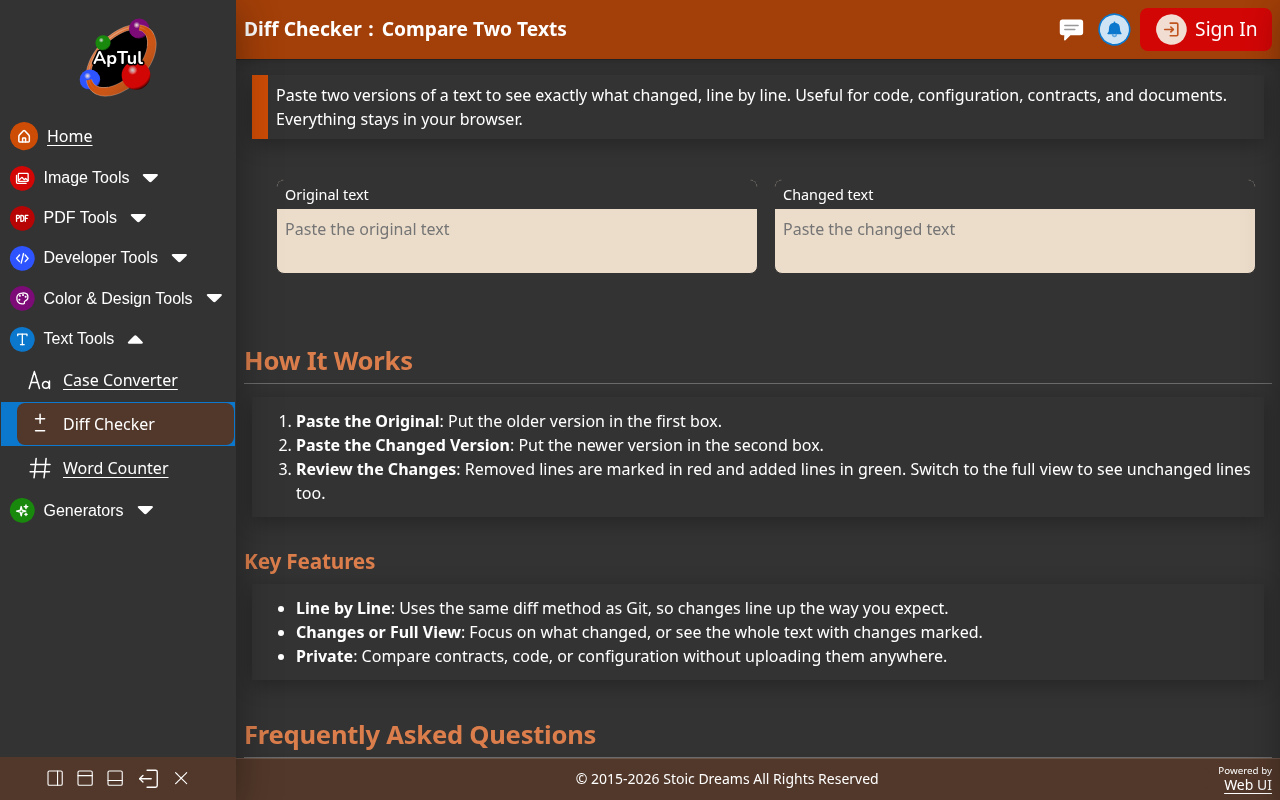 ApTul
Home
Image Tools
PDF Tools
Developer Tools
Color & Design Tools
Text Tools
Case Converter
Diff Checker
Word Counter
Generators
Diff Checker : Compare Two Texts
Sign In
Paste two versions of a text to see exactly what changed, line by line. Useful for code, configuration, contracts, and documents.
Everything stays in your browser.
Original text
Paste the original text
Changed text
Paste the changed text
How It Works
1. Paste the Original: Put the older version in the first box.
2. Paste the Changed Version: Put the newer version in the second box.
3. Review the Changes: Removed lines are marked in red and added lines in green. Switch to the full view to see unchanged lines
too.
Key Features
• Line by Line: Uses the same diff method as Git, so changes line up the way you expect.
• Changes or Full View: Focus on what changed, or see the whole text with changes marked.
• Private: Compare contracts, code, or configuration without uploading them anywhere.
Frequently Asked Questions
© 2015-2026 Stoic Dreams All Rights Reserved
Powered by
Web UI